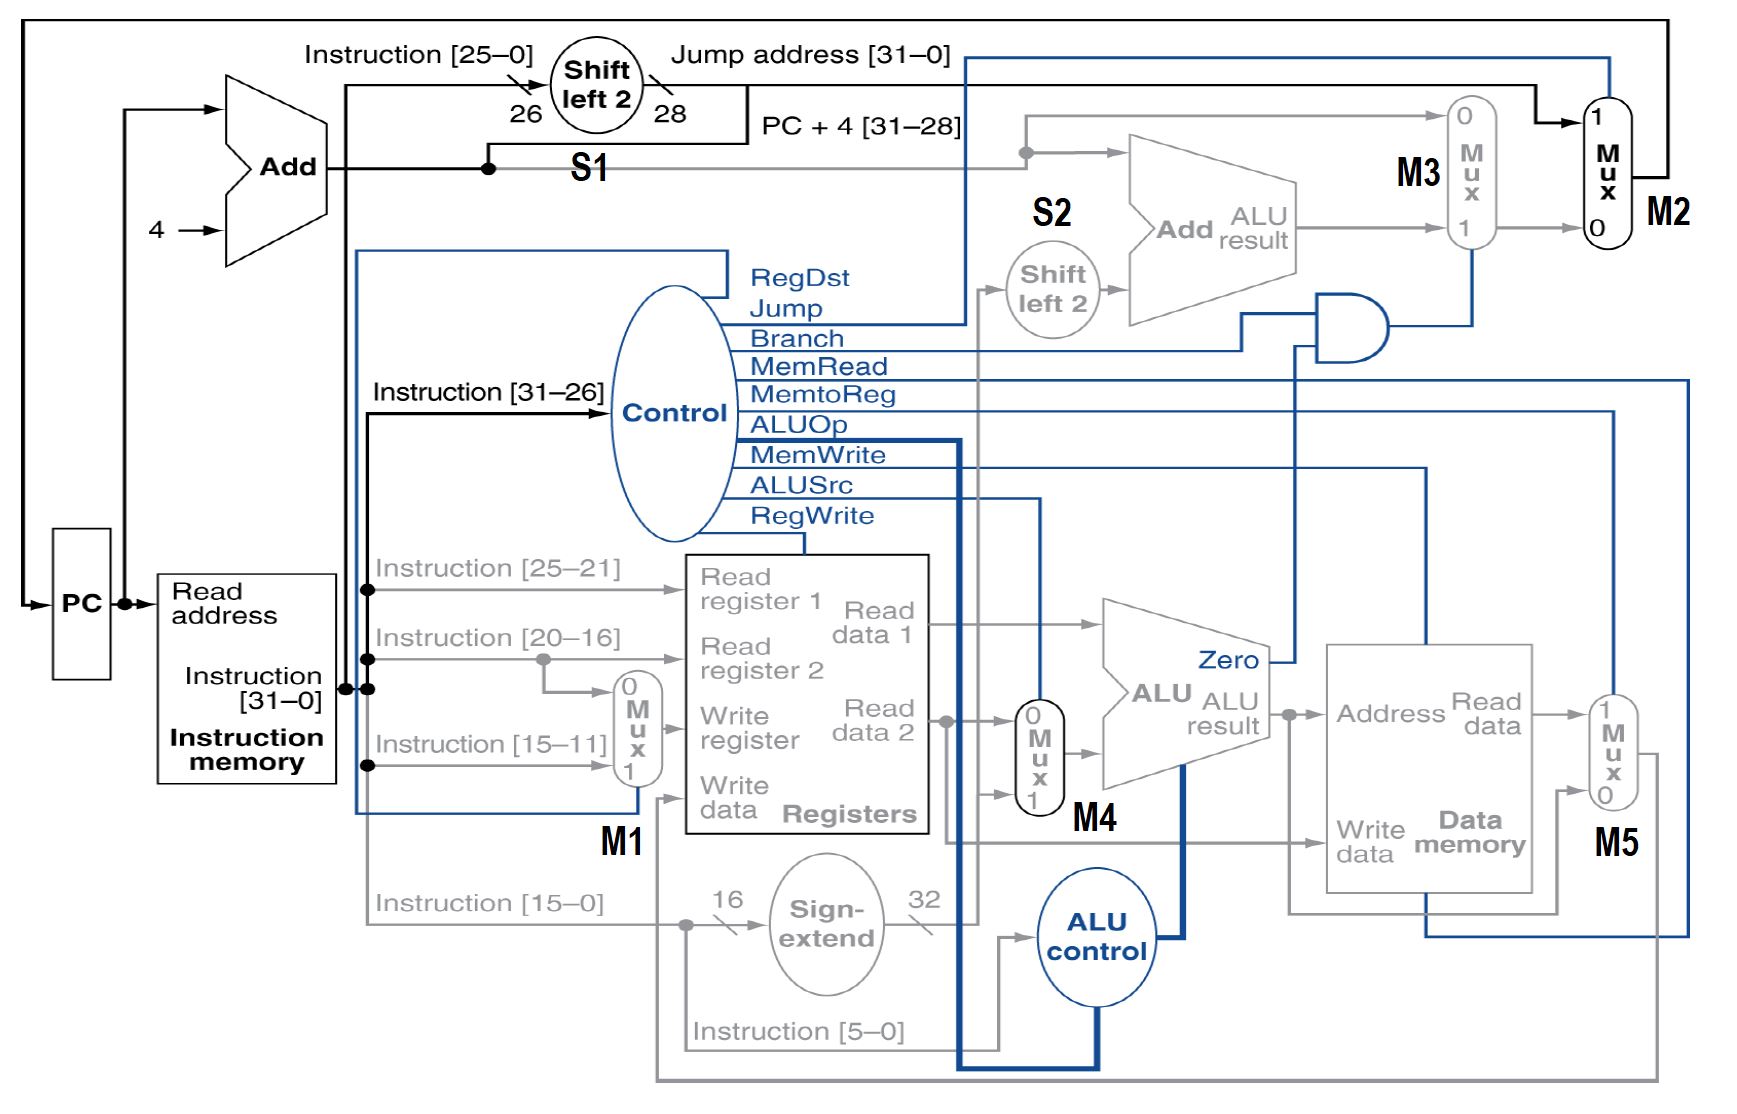 Instruction [25–0]
Shift
left 2
Jump address [31–0]
26
28
PC + 4 [31–28]
Add
4
S1
S2
0
M
u
x
1
M3
1
M
u
x
0
M2
Add
ALU
result
Shift
left 2
RegDst
Jump
Branch
MemRead
MemtoReg
ALUOp
MemWrite
ALUSrc
RegWrite
Instruction [31–26]
Control
PC
Read
address
Instruction
[31–0]
Instruction
memory
Instruction [25–21]
Instruction [20–16]
Instruction [15–11]
0
M
u
x
1
M1
Read
register 1
Read
register 2
Write
register
Write
data
Read
data 1
Read
data 2
Registers
0
M
u
x
1
M4
Zero
ALU
ALU
result
Address
Read
data
Write
data
Data
memory
1
M
u
x
0
M5
Instruction [15–0]
16
Sign-
extend
32
ALU
control
Instruction [5–0]